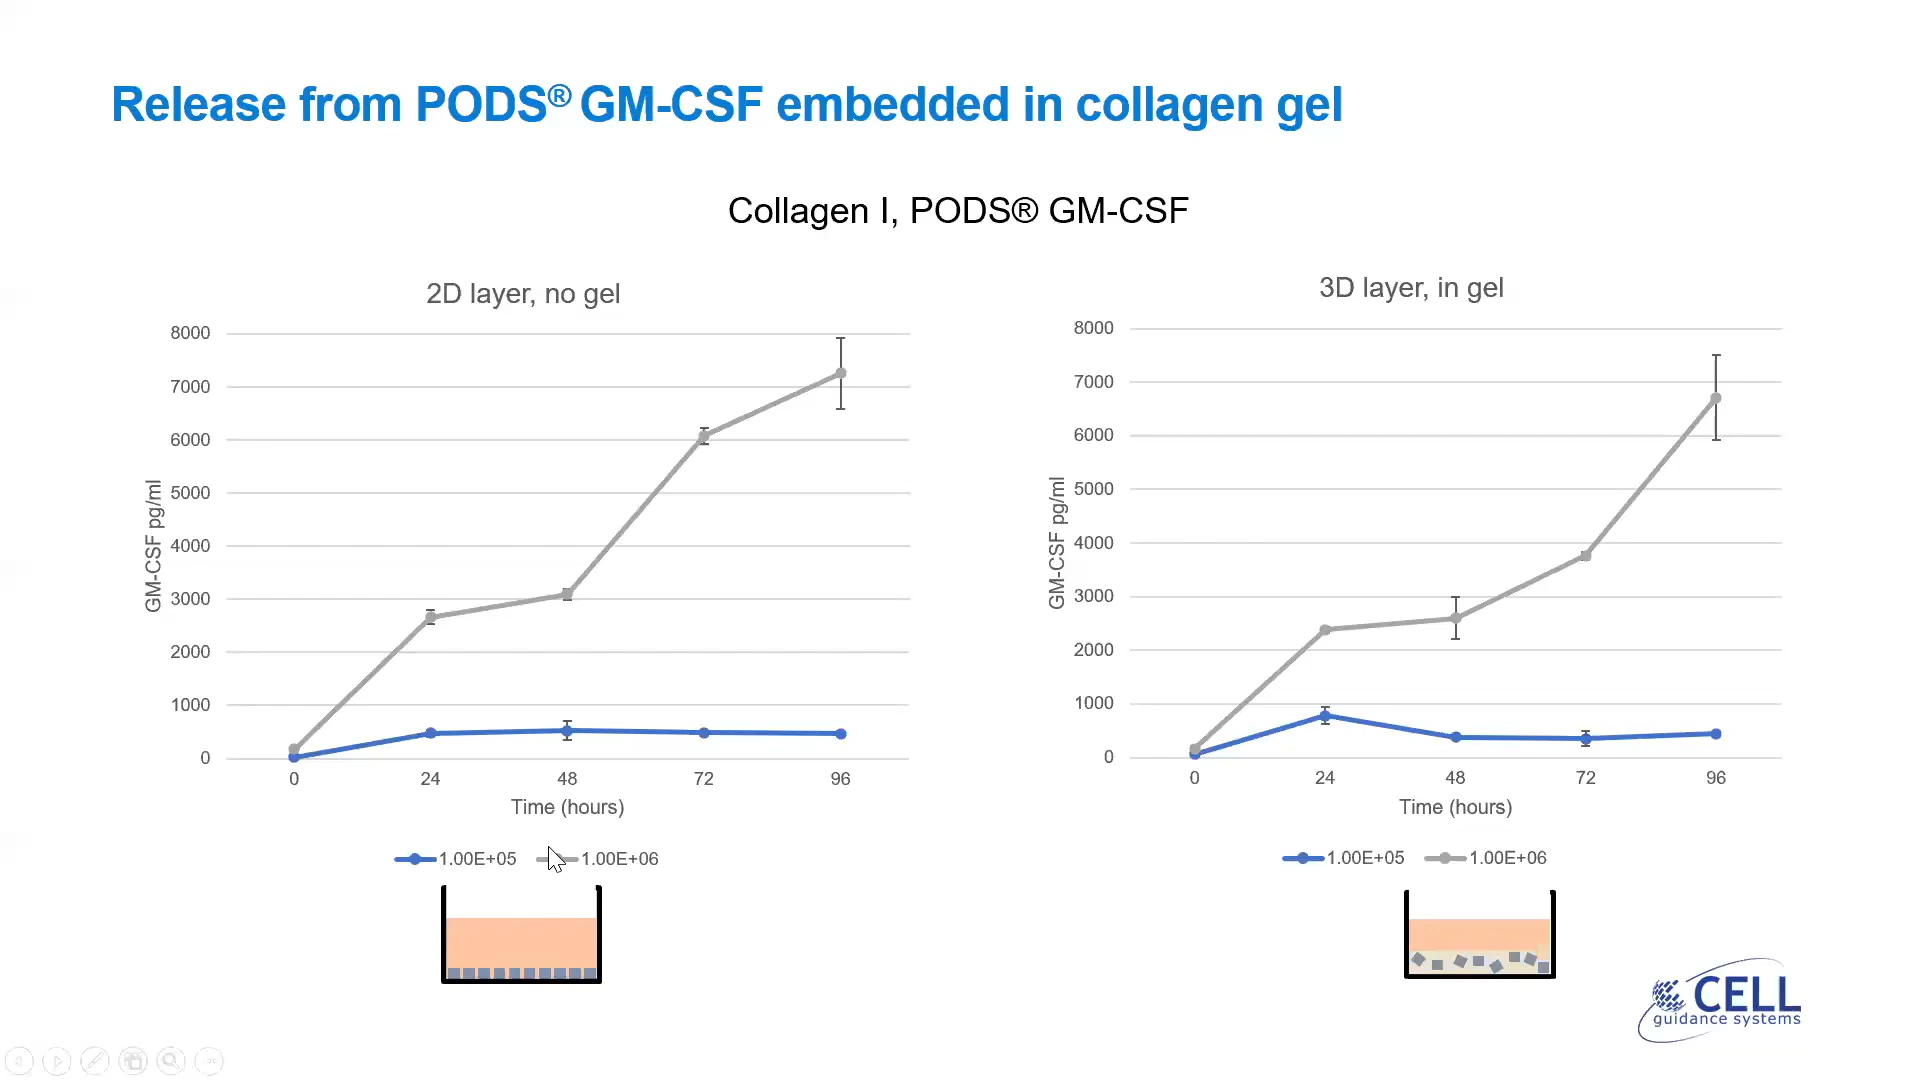 Release from PODS® GM-CSF embedded in collagen gel
Collagen I, PODS® GM-CSF
2D layer, no gel
8000
7000
6000
5000
4000
3000
2000
1000
0
GM-CSF pg/ml
0 24 48 72 96
Time (hours)
1.00E+05 1.00E+06
3D layer, in gel
8000
7000
6000
5000
4000
3000
2000
1000
0
GM-CSF pg/ml
0 24 48 72 96
Time (hours)
1.00E+05 1.00E+06
CELL
guidance systems